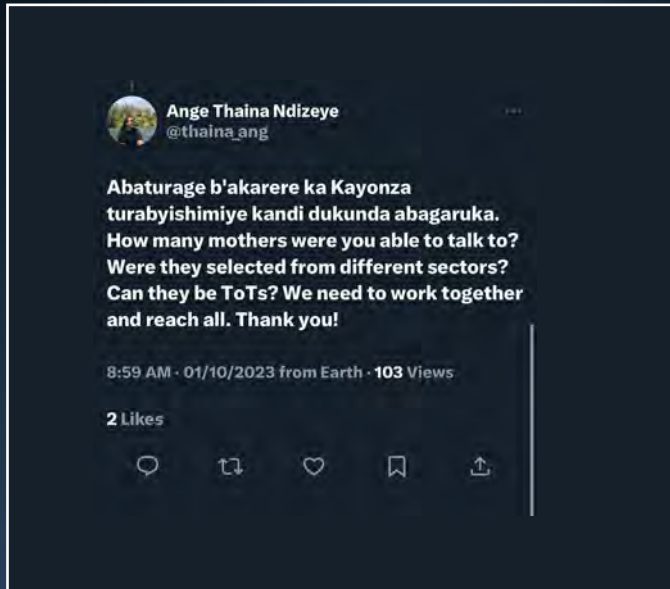 Ange Thaina Ndizeye
@thaina_ang
Abaturage b'akarere ka Kayonza
turabyishimiye kandi dukunda abagaruka.
How many mothers were you able to talk to?
Were they selected from different sectors?
Can they be ToTs? We need to work together
and reach all. Thank you!
8:59 AM · 01/10/2023 from Earth · 103 Views
2 Likes